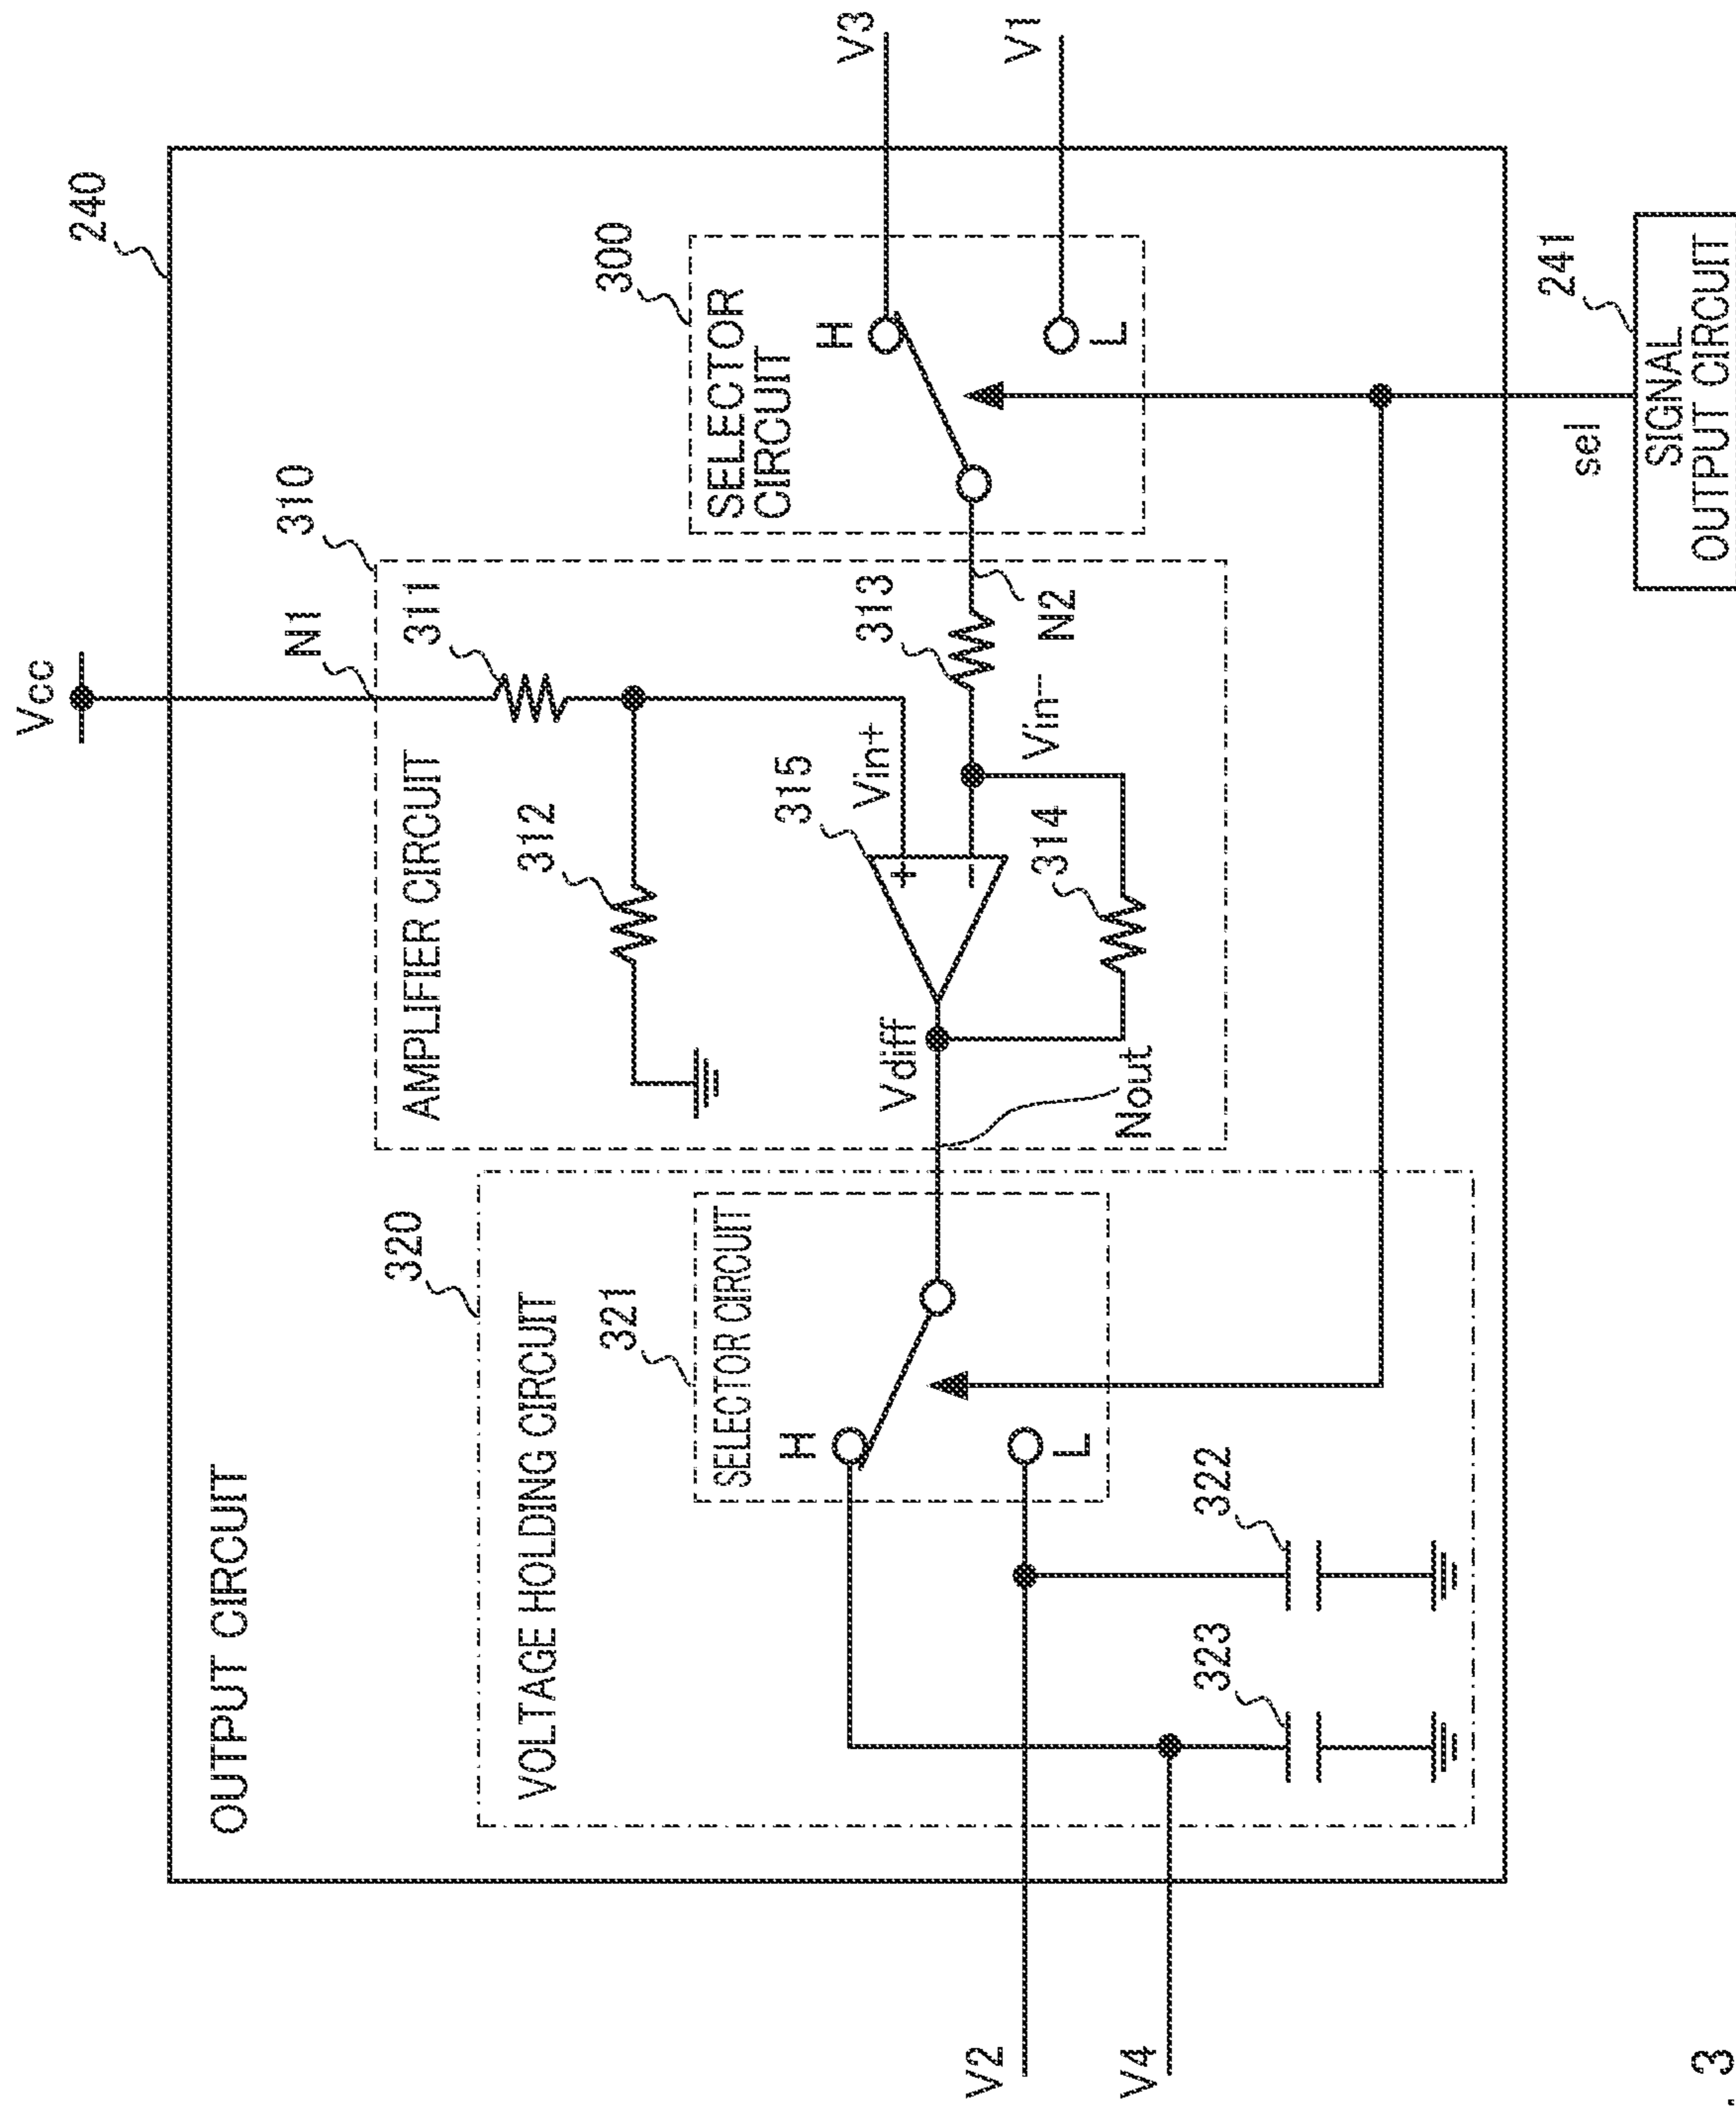 OUTPUT CIRCUIT
240
Vcc
N1
310
AMPLIFIER CIRCUIT
311
312
313
314
315
Vin+
Vin−
N2
Vdiff
Nout
300
SELECTOR
CIRCUIT
H
L
V3
V1
320
VOLTAGE HOLDING CIRCUIT
321
SELECTOR CIRCUIT
H
L
322
323
V2
V4
sel
241
SIGNAL
OUTPUT CIRCUIT
. 3